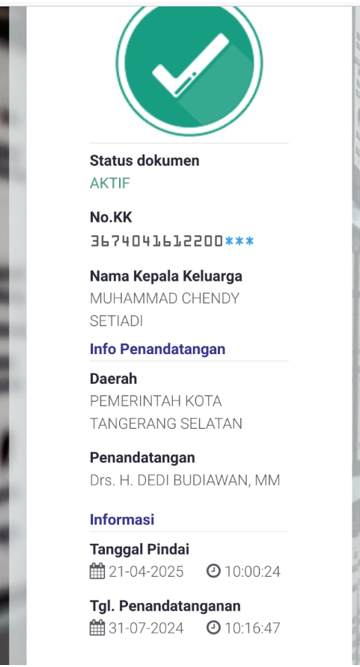 Status dokumen
AKTIF
No.KK
3674041612200***
Nama Kepala Keluarga
MUHAMMAD CHENDY
SETIADI
Info Penandatangan
Daerah
PEMERINTAH KOTA
TANGERANG SELATAN
Penandatangan
Drs. H. DEDI BUDIAWAN, MM
Informasi
Tanggal Pindai
21-04-2025 10:00:24
Tgl. Penandatanganan
31-07-2024 10:16:47